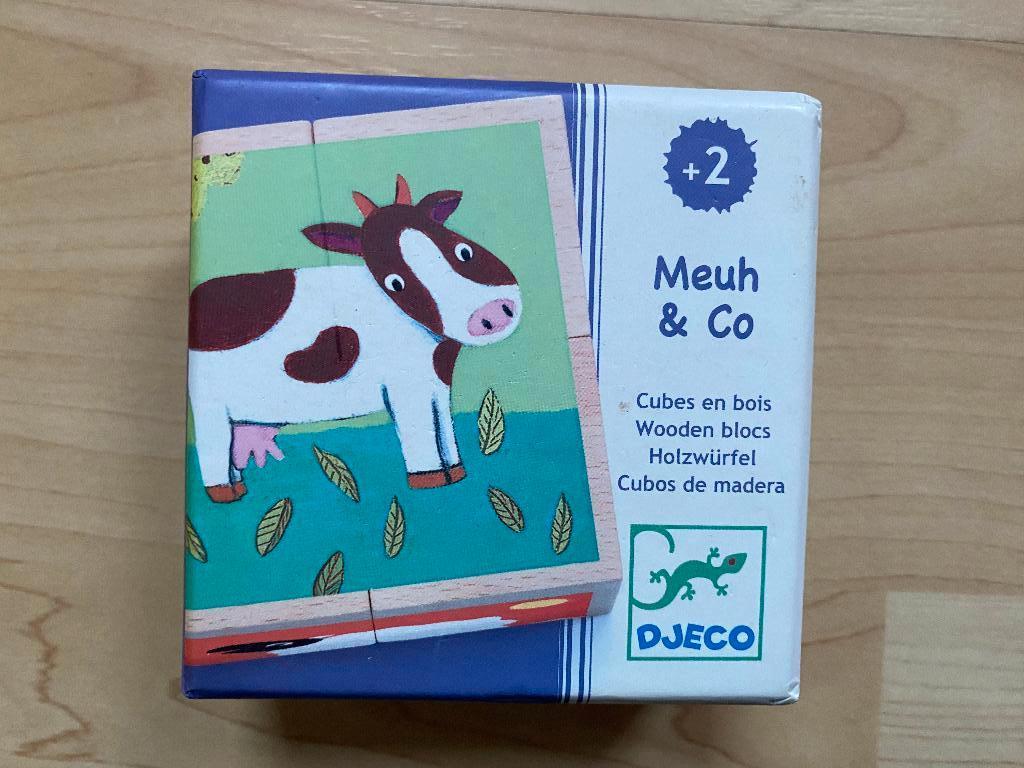 +2
Meuh
& Co
Cubes en bois
Wooden blocs
Holzwürfel
Cubos de madera
DJECO